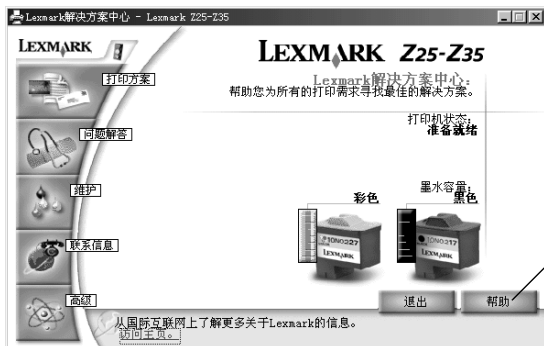 Lexmark解决方案中心 - Lexmark Z25-Z35
LEXMARK
LEXMARK Z25-Z35
Lexmark解决方案中心:
帮助您为所有的打印需求寻找最佳的解决方案。
打印方案
打印机状态:
准备就绪
问题解答
维护
墨水容量:
彩色
黑色
10N0227
LEXMARK
10N0217
LEXMARK
联系信息
高级
退出
帮助
从国际互联网上了解更多关于Lexmark的信息。
访问主页。